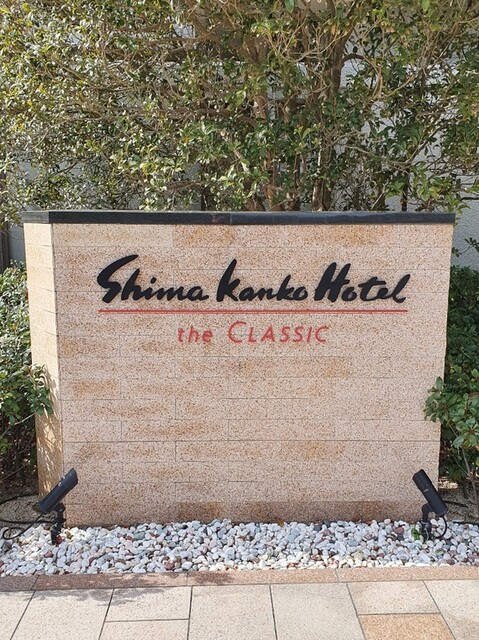 Shima Kanko Hotel
the CLASSIC